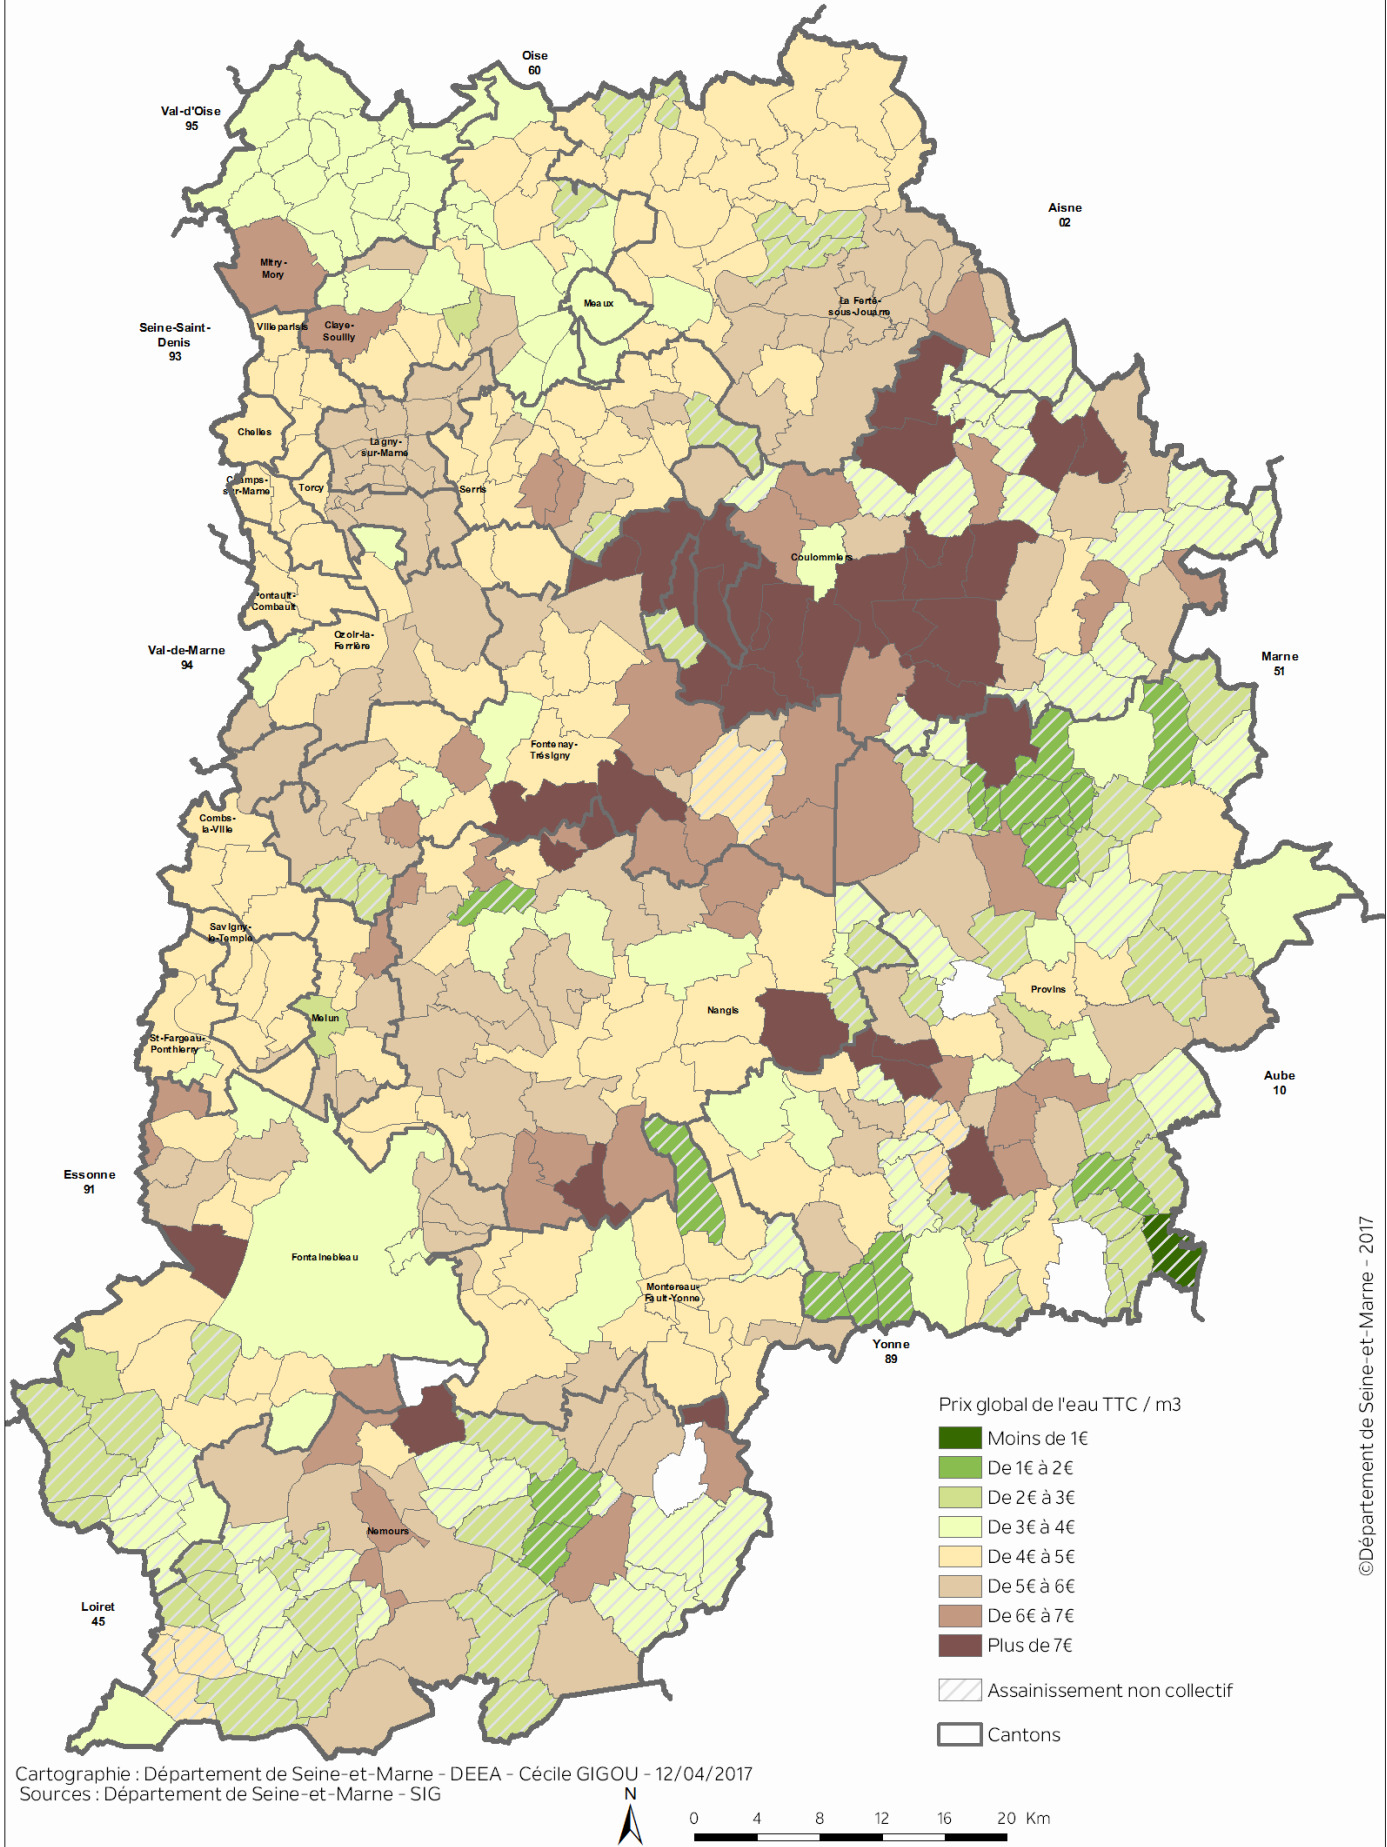 Oise
60
Val-d'Oise
95
Aisne
02
Mitry-
Mory
La Ferté-
sous-Jouarre
Meaux
Seine-Saint-
Denis
93
Villeparisis
Claye-
Souilly
Chelles
Lagny-
sur-Marne
Champs-
sur-Marne
Torcy
Serris
Coulommiers
Pontault-
Combault
Val-de-Marne
94
Ozoir-la-
Ferrière
Marne
51
Fontenay-
Trésigny
Combs-
la-Ville
Savigny-
le-Temple
Provins
Nangis
Melun
St-Fargeau-
Ponthierry
Aube
10
Essonne
91
Fontainebleau
Montereau-
Fault-Yonne
Yonne
89
Nemours
Loiret
45
Prix global de l'eau TTC / m3
Moins de 1€
De 1€ à 2€
De 2€ à 3€
De 3€ à 4€
De 4€ à 5€
De 5€ à 6€
De 6€ à 7€
Plus de 7€
Assainissement non collectif
Cantons
©Département de Seine-et-Marne - 2017
Cartographie : Département de Seine-et-Marne - DEEA - Cécile GIGOU - 12/04/2017
Sources : Département de Seine-et-Marne - SIG
N
0 4 8 12 16 20 Km